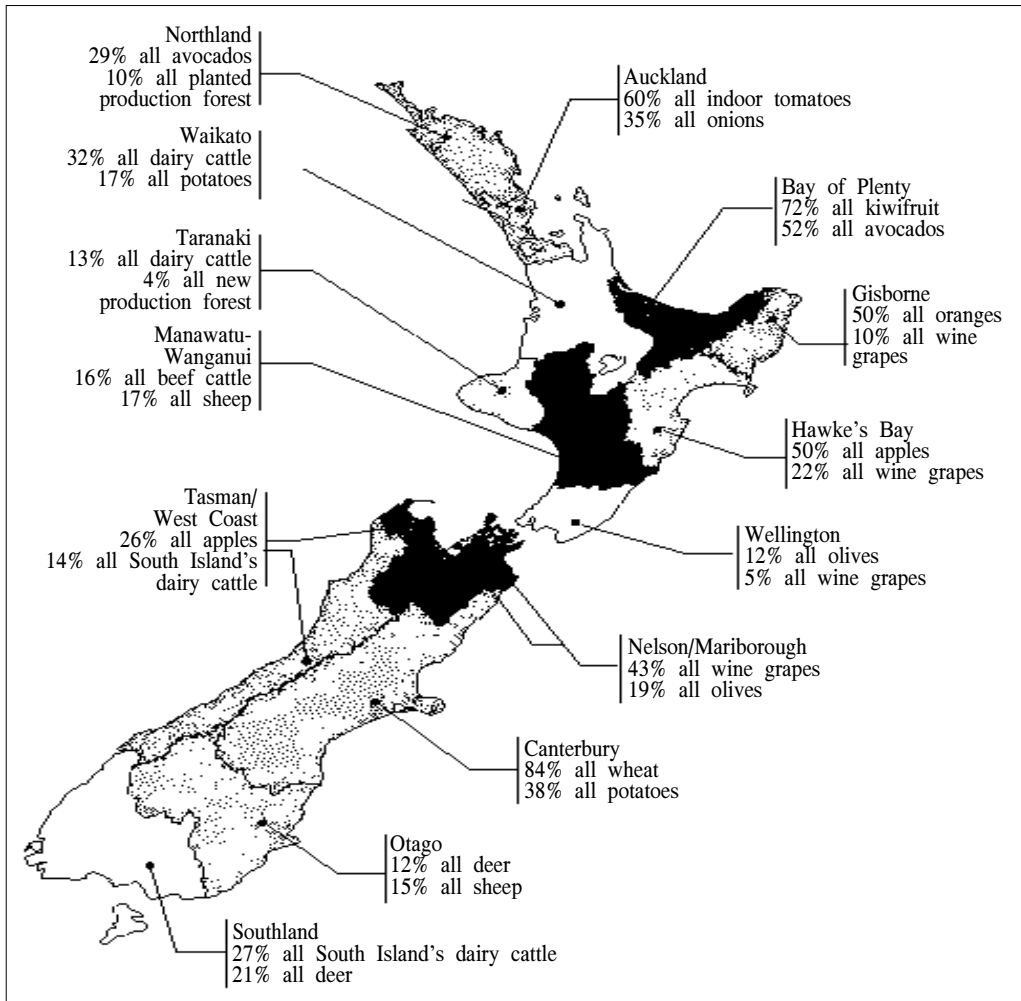 Northland
29% all avocados
10% all planted
production forest
Waikato
32% all dairy cattle
17% all potatoes
Taranaki
13% all dairy cattle
4% all new
production forest
Manawatu-
Wanganui
16% all beef cattle
17% all sheep
Tasman/
West Coast
26% all apples
14% all South Island's
dairy cattle
Auckland
60% all indoor tomatoes
35% all onions
Bay of Plenty
72% all kiwifruit
52% all avocados
Gisborne
50% all oranges
10% all wine
grapes
Hawke's Bay
50% all apples
22% all wine grapes
Wellington
12% all olives
5% all wine grapes
Nelson/Mariborough
43% all wine grapes
19% all olives
Canterbury
84% all wheat
38% all potatoes
Otago
12% all deer
15% all sheep
Southland
27% all South Island's dairy cattle
21% all deer